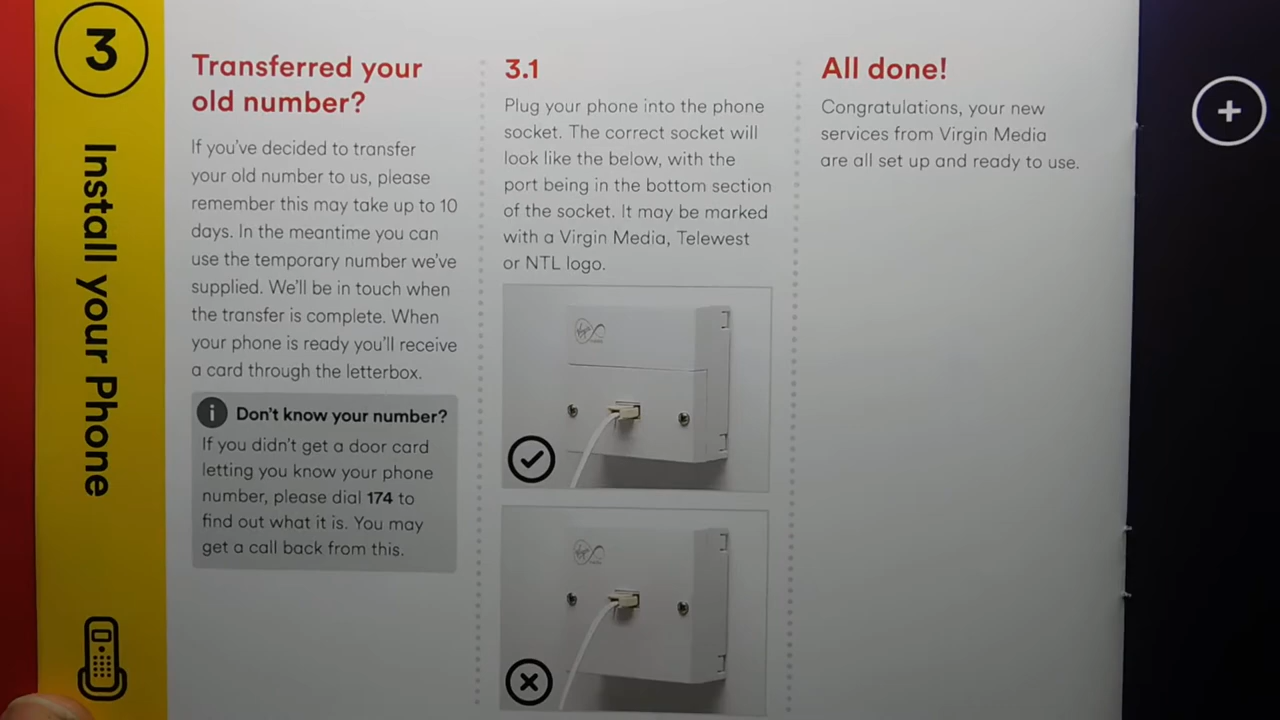 3
Install your Phone
Transferred your
old number?
If you've decided to transfer
your old number to us, please
remember this may take up to 10
days. In the meantime you can
use the temporary number we've
supplied. We'll be in touch when
the transfer is complete. When
your phone is ready you'll receive
a card through the letterbox.
i Don't know your number?
If you didn't get a door card
letting you know your phone
number, please dial 174 to
find out what it is. You may
get a call back from this.
3.1
Plug your phone into the phone
socket. The correct socket will
look like the below, with the
port being in the bottom section
of the socket. It may be marked
with a Virgin Media, Telewest
or NTL logo.
Virgin
media
Virgin
media
All done!
Congratulations, your new
services from Virgin Media
are all set up and ready to use.